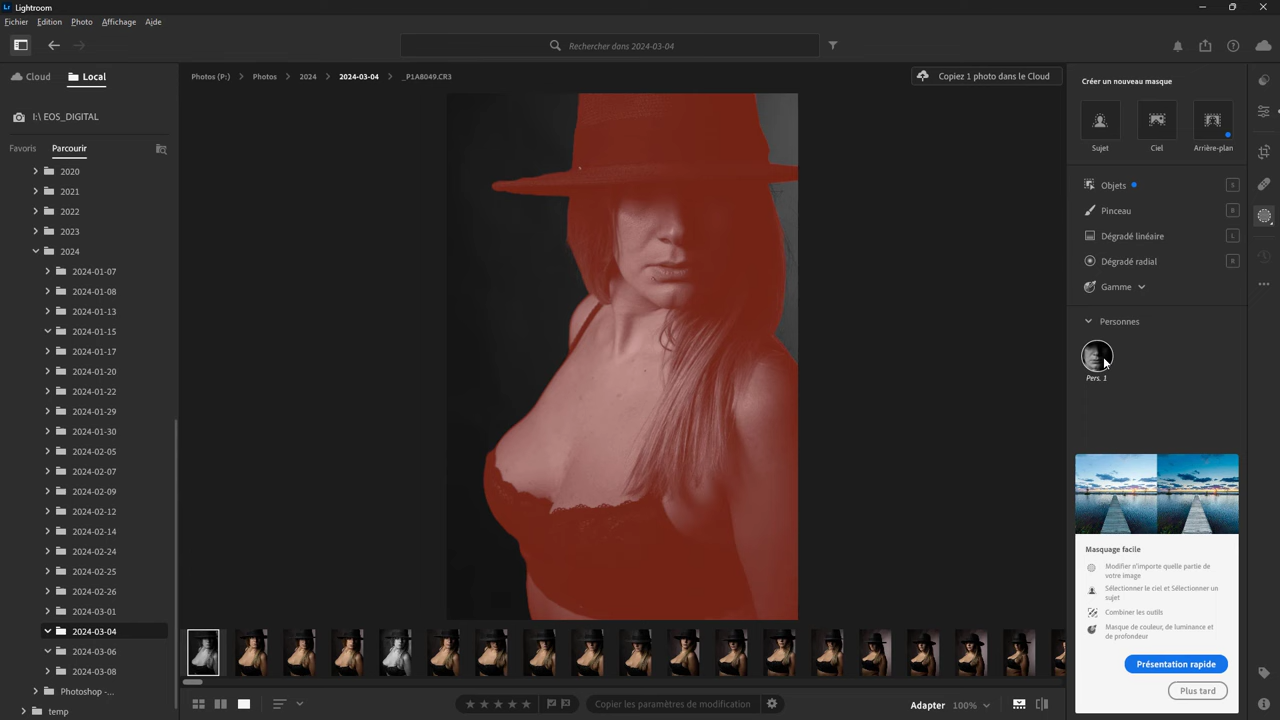 Lr Lightroom
Fichier Edition Photo Affichage Aide
Rechercher dans 2024-03-04
Cloud Local
Photos (P:) > Photos > 2024 > 2024-03-04 > _P1A8049.CR3
Copiez 1 photo dans le Cloud
I:\ EOS_DIGITAL
Favoris Parcourir
2020
2021
2022
2023
2024
2024-01-07
2024-01-08
2024-01-13
2024-01-15
2024-01-17
2024-01-20
2024-01-22
2024-01-29
2024-01-30
2024-02-05
2024-02-07
2024-02-09
2024-02-12
2024-02-14
2024-02-24
2024-02-25
2024-02-26
2024-03-01
2024-03-04
2024-03-06
2024-03-08
Photoshop -...
temp
Copier les paramètres de modification
Adapter 100%
Créer un nouveau masque
Sujet Ciel Arrière-plan
Objets S
Pinceau B
Dégradé linéaire L
Dégradé radial R
Gamme
Personnes
Pers. 1
Masquage facile
Modifier n'importe quelle partie de
votre image
Sélectionner le ciel et Sélectionner un
sujet
Combiner les outils
Masque de couleur, de luminance et
de profondeur
Présentation rapide
Plus tard